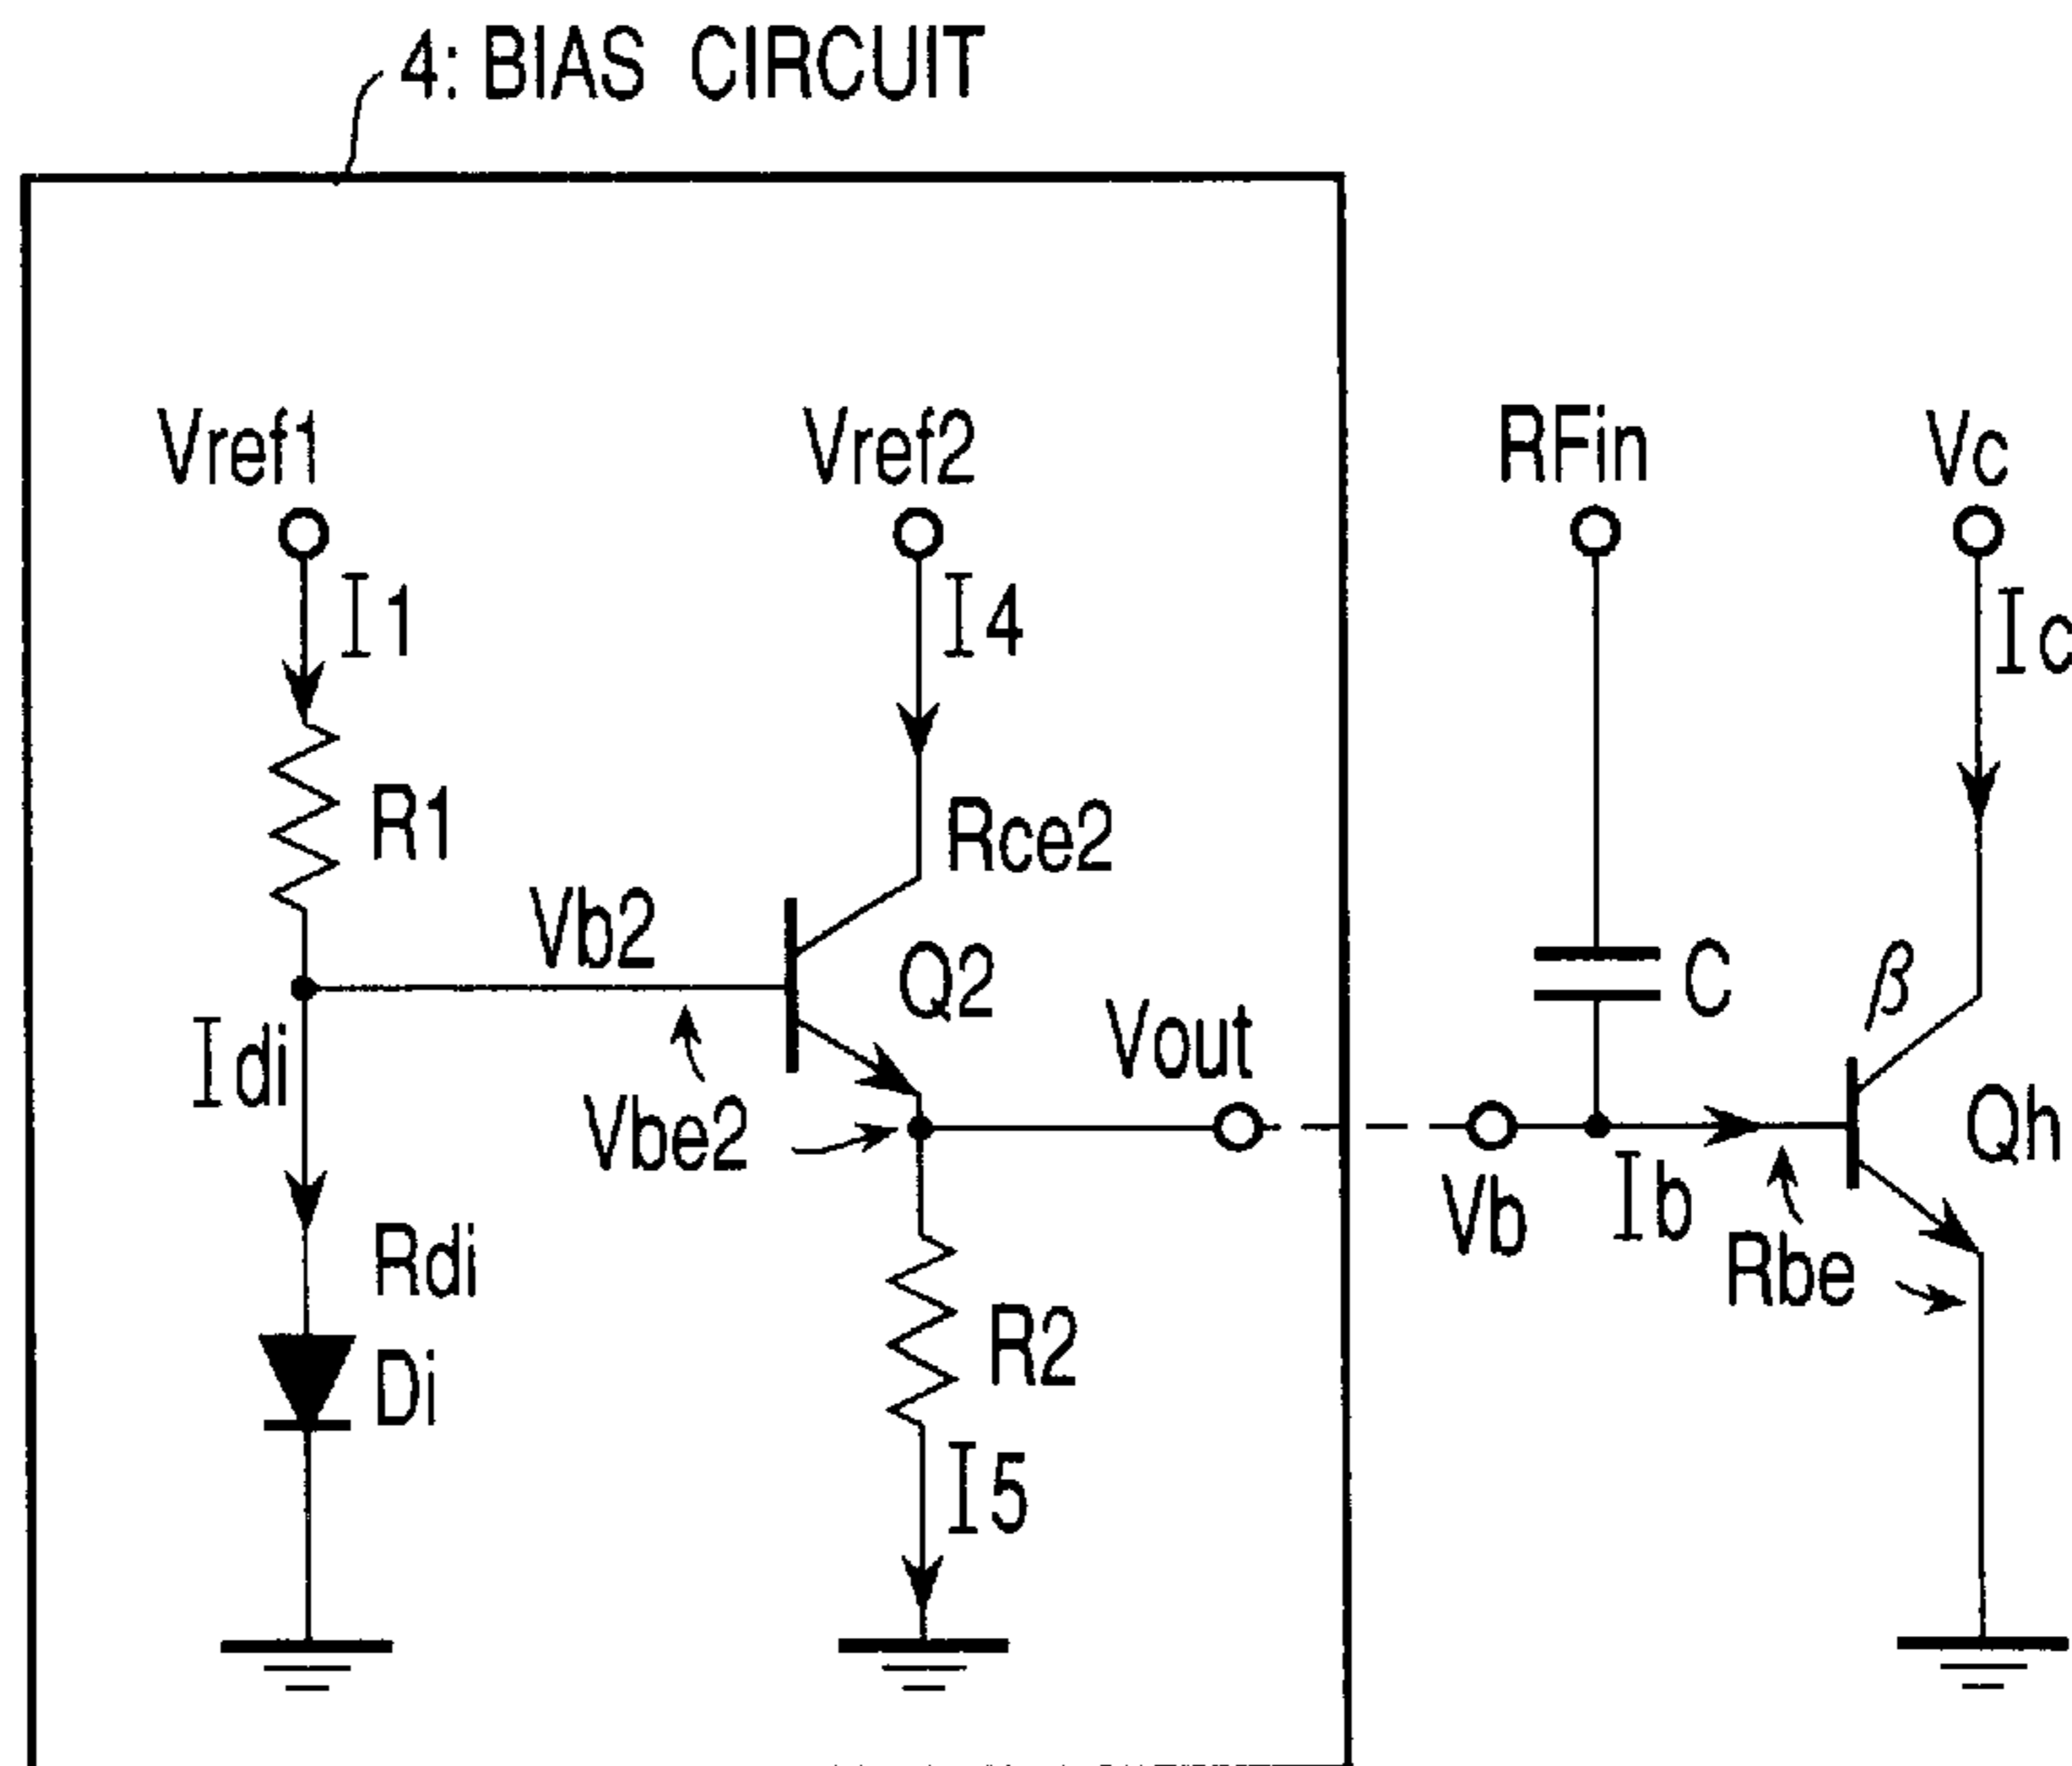 4: BIAS CIRCUIT
Vref1
Vref2
RFin
Vc
I1
I4
Ic
R1
Rce2
Vb2
Q2
C
β
Idi
Vbe2
Vout
Qh
Vb
Ib
Rbe
Rdi
Di
R2
I5